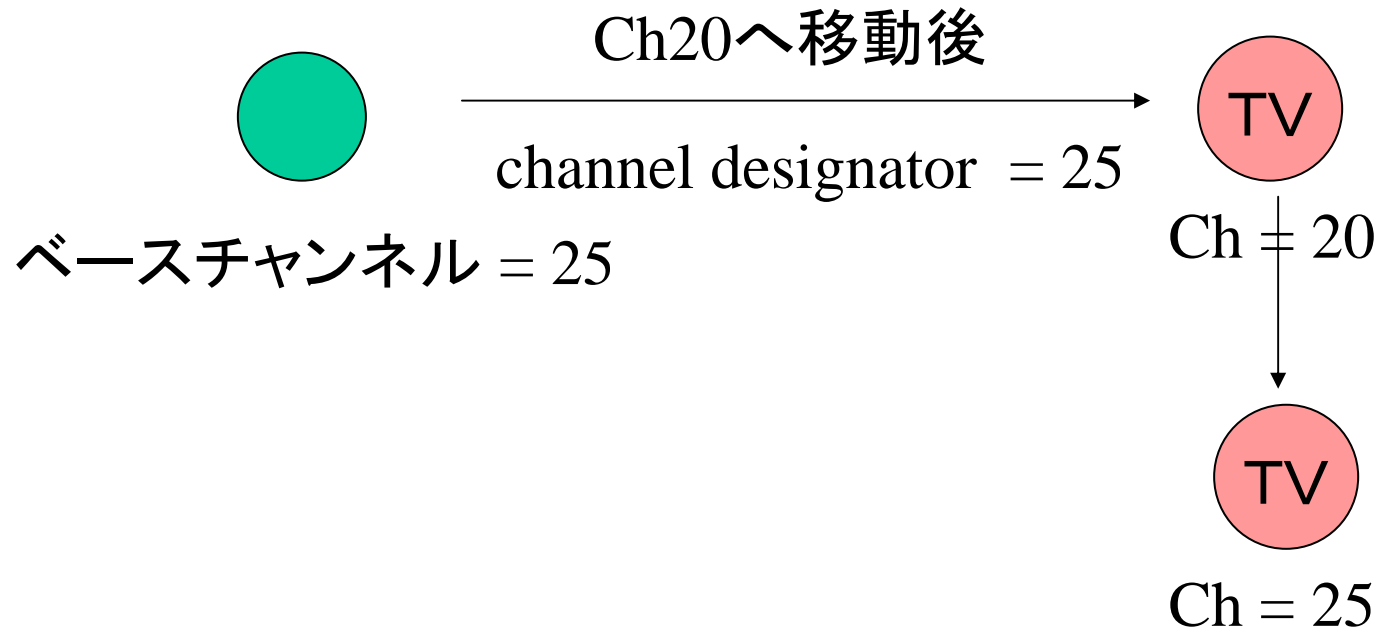 Ch20へ移動後
TV
channel designator = 25
Ch = 20
ベースチャンネル = 25
TV
Ch = 25